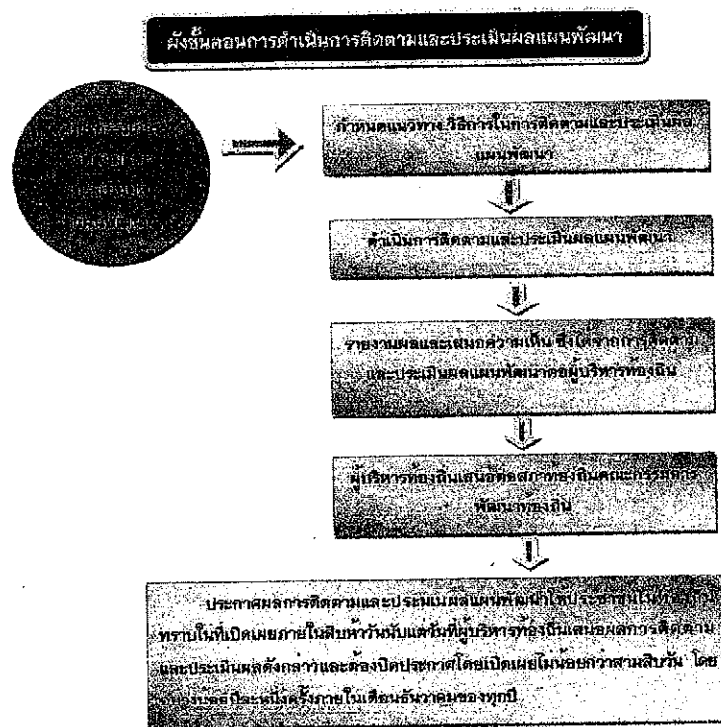 ผังขั้นตอนการดำเนินการติดตามและประเมินผลแผนพัฒนา
กำหนดแนวทาง วิธีการในการติดตามและประเมินผล
แผนพัฒนา
ดำเนินการติดตามและประเมินผลแผนพัฒนา
รายงานผลและเสนอความเห็น ซึ่งได้จากการติดตาม
และประเมินผลแผนพัฒนาต่อผู้บริหารท้องถิ่น
ผู้บริหารท้องถิ่นเสนอต่อสภาท้องถิ่นคณะกรรมการ
พัฒนาท้องถิ่น
ประกาศผลการติดตามและประเมินผลแผนพัฒนาให้ประชาชนในท้องถิ่น
ทราบในที่เปิดเผยภายในสิบห้าวันนับแต่วันที่ผู้บริหารท้องถิ่นเสนอผลการติดตาม
และประเมินผลดังกล่าวและต้องปิดประกาศโดยเปิดเผยไม่น้อยกว่าสามสิบวัน โดย
อย่างน้อยปีละหนึ่งครั้งภายในเดือนธันวาคมของทุกปี